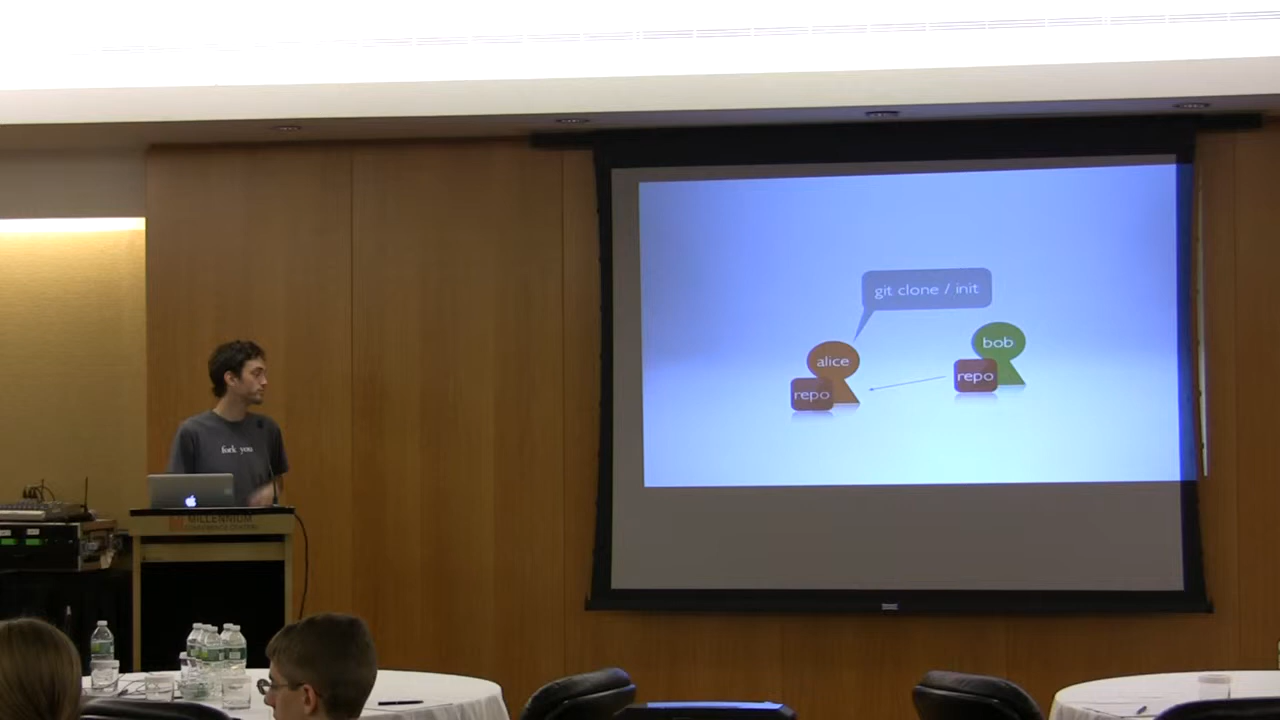 git clone / init
alice
bob
repo
repo
fork you
MILLENNIUM